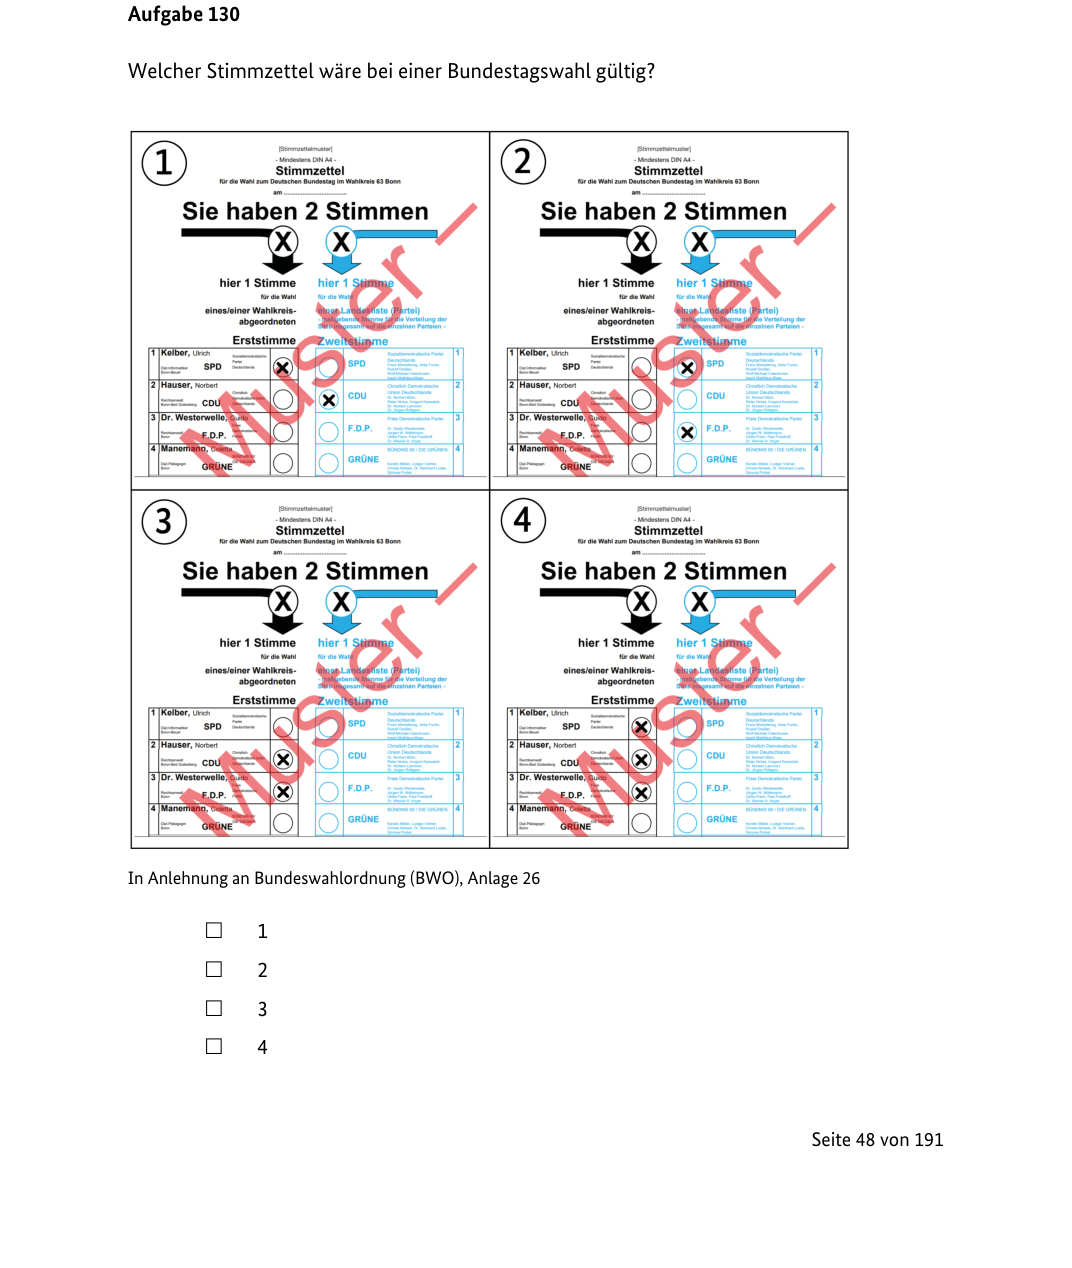 Aufgabe 130
Welcher Stimmzettel wäre bei einer Bundestagswahl gültig?
1
[Stimmzettelmuster]
- Mindestens DIN A4 -
Stimmzettel
für die Wahl zum Deutschen Bundestag im Wahlkreis 63 Bonn
am ..............................
Sie haben 2 Stimmen
X X
hier 1 Stimme hier 1 Stimme
für die Wahl für die Wahl
eines/einer Wahlkreis- einer Landesliste (Partei)
abgeordneten - maßgebende Stimme für die Verteilung der
Sitze insgesamt auf die einzelnen Parteien -
Erststimme Zweitstimme
1 Kelber, Ulrich SPD SPD 1
2 Hauser, Norbert CDU CDU 2
3 Dr. Westerwelle, Guido F.D.P. F.D.P. 3
4 Manemann, Coletta GRÜNE GRÜNE 4
Muster
2
[Stimmzettelmuster]
- Mindestens DIN A4 -
Stimmzettel
für die Wahl zum Deutschen Bundestag im Wahlkreis 63 Bonn
am ..............................
Sie haben 2 Stimmen
X X
hier 1 Stimme hier 1 Stimme
für die Wahl für die Wahl
eines/einer Wahlkreis- einer Landesliste (Partei)
abgeordneten - maßgebende Stimme für die Verteilung der
Sitze insgesamt auf die einzelnen Parteien -
Erststimme Zweitstimme
1 Kelber, Ulrich SPD SPD 1
2 Hauser, Norbert CDU CDU 2
3 Dr. Westerwelle, Guido F.D.P. F.D.P. 3
4 Manemann, Coletta GRÜNE GRÜNE 4
Muster
3
[Stimmzettelmuster]
- Mindestens DIN A4 -
Stimmzettel
für die Wahl zum Deutschen Bundestag im Wahlkreis 63 Bonn
am ..............................
Sie haben 2 Stimmen
X X
hier 1 Stimme hier 1 Stimme
für die Wahl für die Wahl
eines/einer Wahlkreis- einer Landesliste (Partei)
abgeordneten - maßgebende Stimme für die Verteilung der
Sitze insgesamt auf die einzelnen Parteien -
Erststimme Zweitstimme
1 Kelber, Ulrich SPD SPD 1
2 Hauser, Norbert CDU CDU 2
3 Dr. Westerwelle, Guido F.D.P. F.D.P. 3
4 Manemann, Coletta GRÜNE GRÜNE 4
Muster
4
[Stimmzettelmuster]
- Mindestens DIN A4 -
Stimmzettel
für die Wahl zum Deutschen Bundestag im Wahlkreis 63 Bonn
am ..............................
Sie haben 2 Stimmen
X X
hier 1 Stimme hier 1 Stimme
für die Wahl für die Wahl
eines/einer Wahlkreis- einer Landesliste (Partei)
abgeordneten - maßgebende Stimme für die Verteilung der
Sitze insgesamt auf die einzelnen Parteien -
Erststimme Zweitstimme
1 Kelber, Ulrich SPD SPD 1
2 Hauser, Norbert CDU CDU 2
3 Dr. Westerwelle, Guido F.D.P. F.D.P. 3
4 Manemann, Coletta GRÜNE GRÜNE 4
Muster
In Anlehnung an Bundeswahlordnung (BWO), Anlage 26
1
2
3
4
Seite 48 von 191